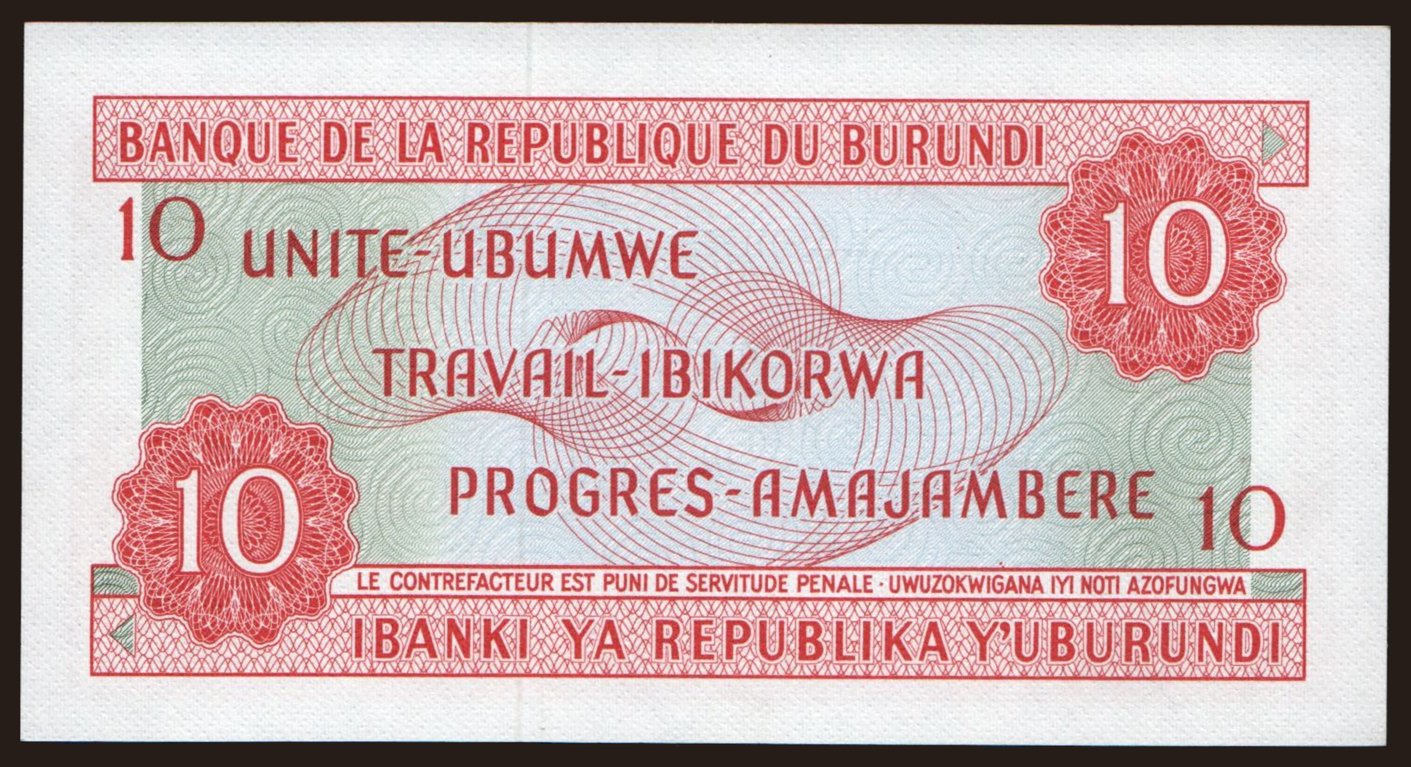 BANQUE DE LA REPUBLIQUE DU BURUNDI
10
10
UNITE-UBUMWE
TRAVAIL-IBIKORWA
PROGRES-AMAJAMBERE
10
10
LE CONTREFACTEUR EST PUNI DE SERVITUDE PENALE · UWUZOKWIGANA IYI NOTI AZOFUNGWA
IBANKI YA REPUBLIKA Y'UBURUNDI